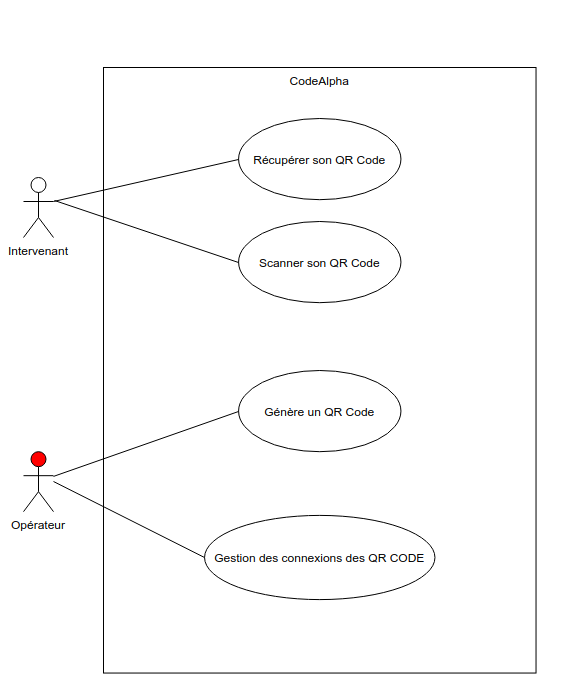 CodeAlpha
Récupérer son QR Code
Intervenant
Scanner son QR Code
Génère un QR Code
Opérateur
Gestion des connexions des QR CODE